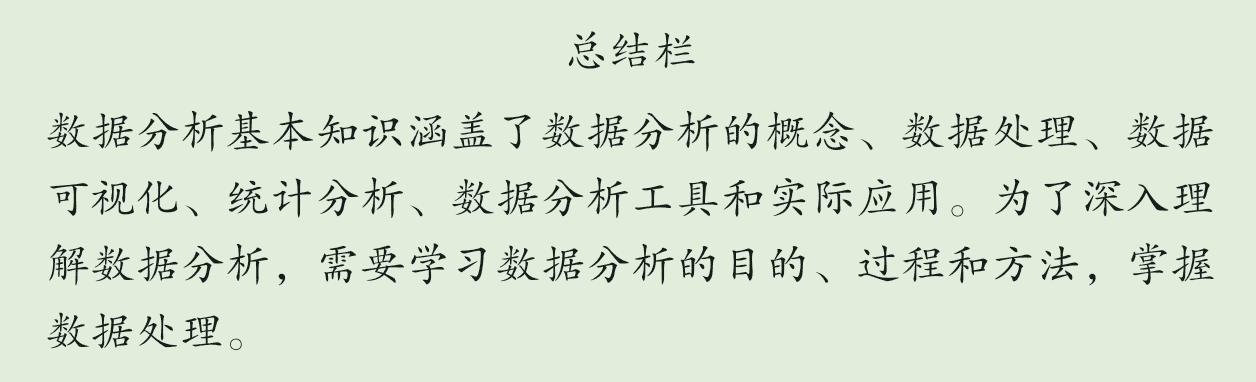 总结栏
数据分析基本知识涵盖了数据分析的概念、数据处理、数据
可视化、统计分析、数据分析工具和实际应用。为了深入理
解数据分析，需要学习数据分析的目的、过程和方法，掌握
数据处理。